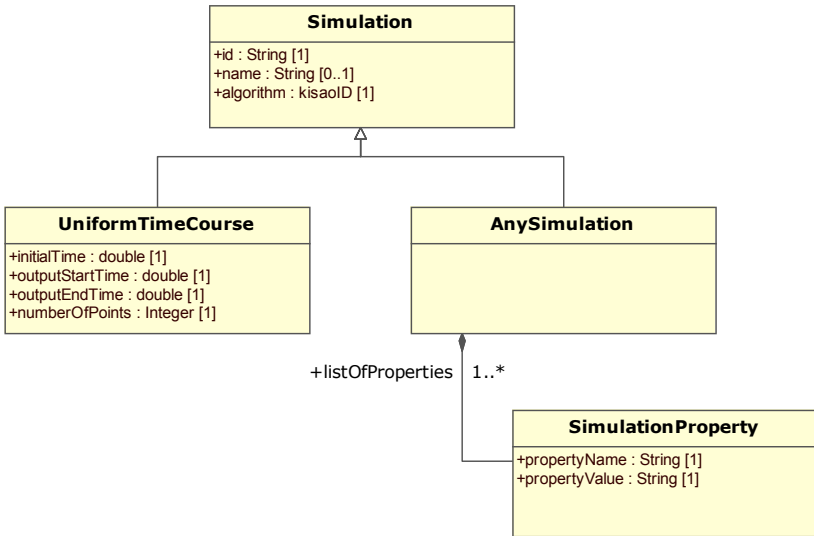 Simulation
+id : String [1]
+name : String [0..1]
+algorithm : kisaoID [1]
UniformTimeCourse
+initialTime : double [1]
+outputStartTime : double [1]
+outputEndTime : double [1]
+numberOfPoints : Integer [1]
AnySimulation
+listOfProperties 1..*
SimulationProperty
+propertyName : String [1]
+propertyValue : String [1]